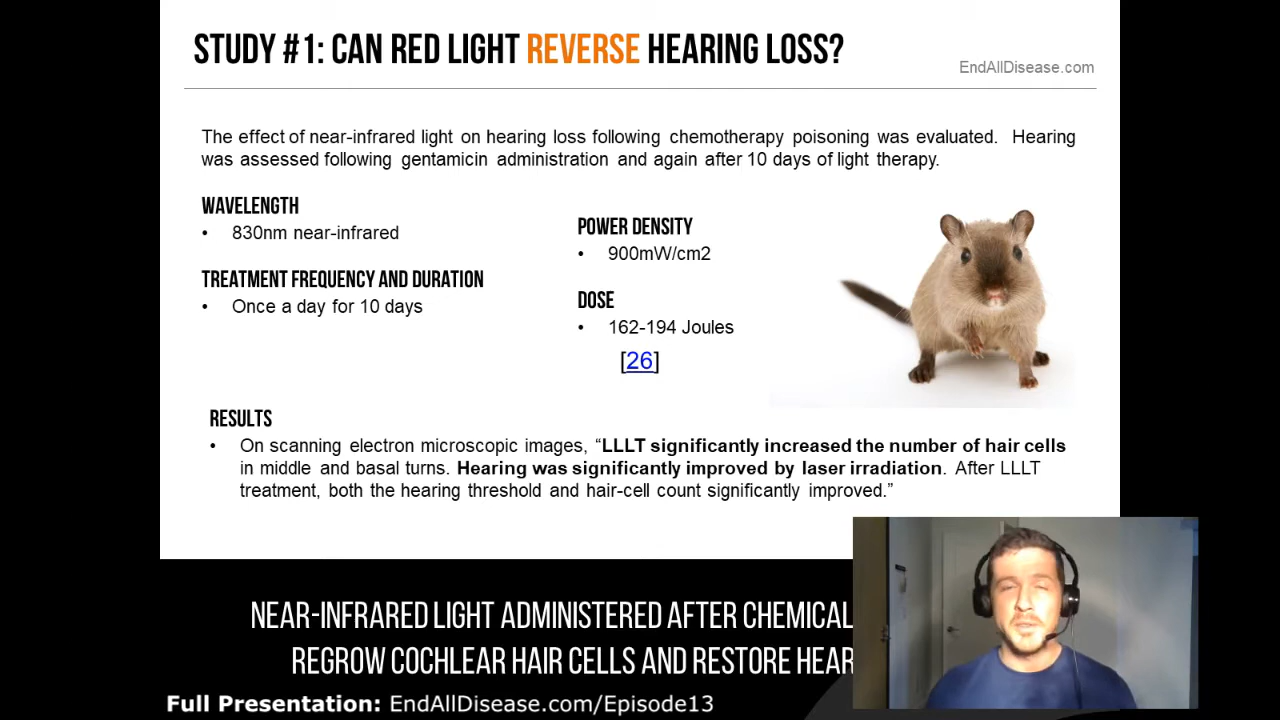 STUDY #1: CAN RED LIGHT REVERSE HEARING LOSS?
EndAllDisease.com
The effect of near-infrared light on hearing loss following chemotherapy poisoning was evaluated. Hearing
was assessed following gentamicin administration and again after 10 days of light therapy.
WAVELENGTH
• 830nm near-infrared
TREATMENT FREQUENCY AND DURATION
• Once a day for 10 days
POWER DENSITY
• 900mW/cm2
DOSE
• 162-194 Joules
[26]
RESULTS
• On scanning electron microscopic images, “LLLT significantly increased the number of hair cells
in middle and basal turns. Hearing was significantly improved by laser irradiation. After LLLT
treatment, both the hearing threshold and hair-cell count significantly improved.”
NEAR-INFRARED LIGHT ADMINISTERED AFTER CHEMICAL
REGROW COCHLEAR HAIR CELLS AND RESTORE HEAR
Full Presentation: EndAllDisease.com/Episode13